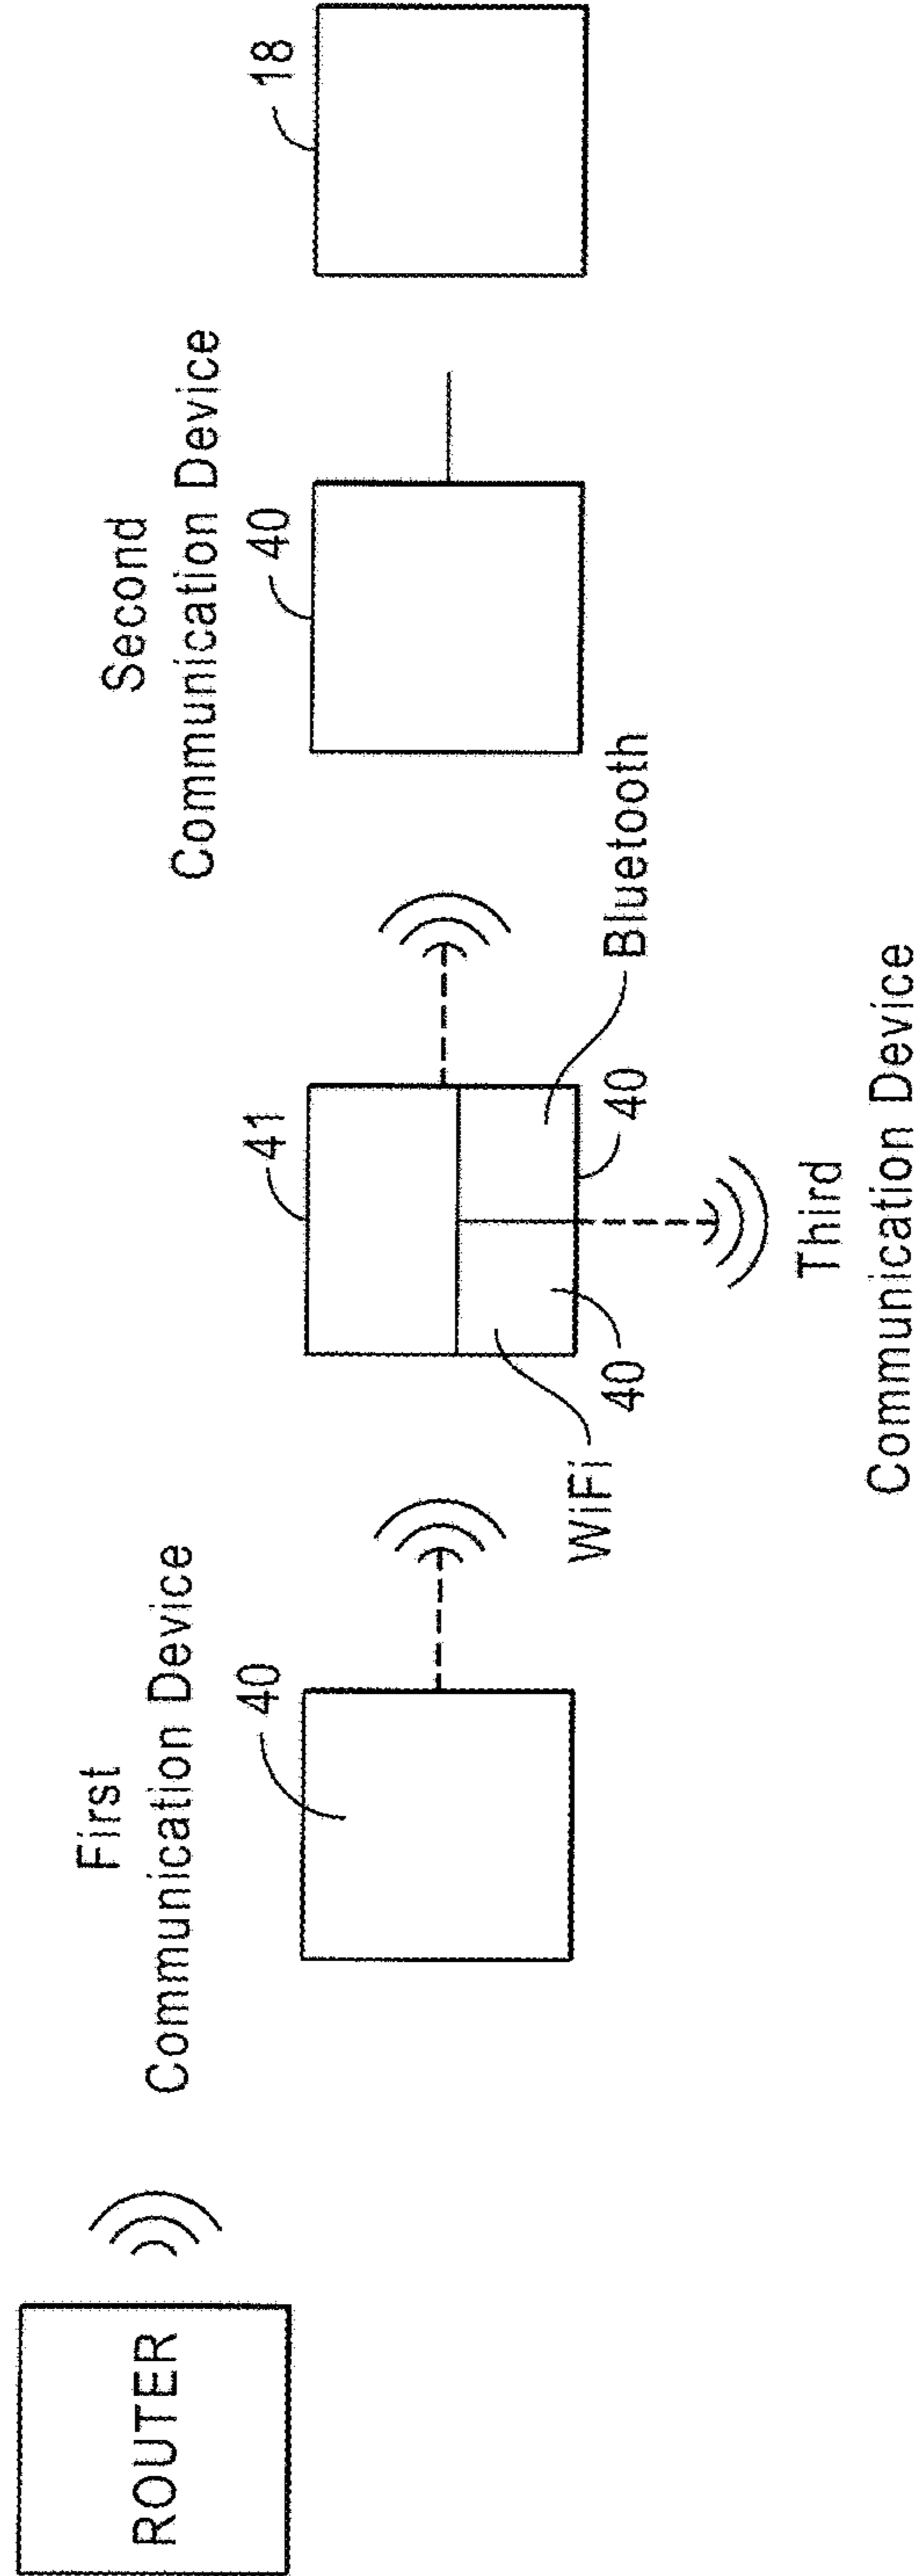 ROUTER
First
Communication Device
40
WiFi
40
41
40
Bluetooth
Third
Communication Device
Second
Communication Device
40
18